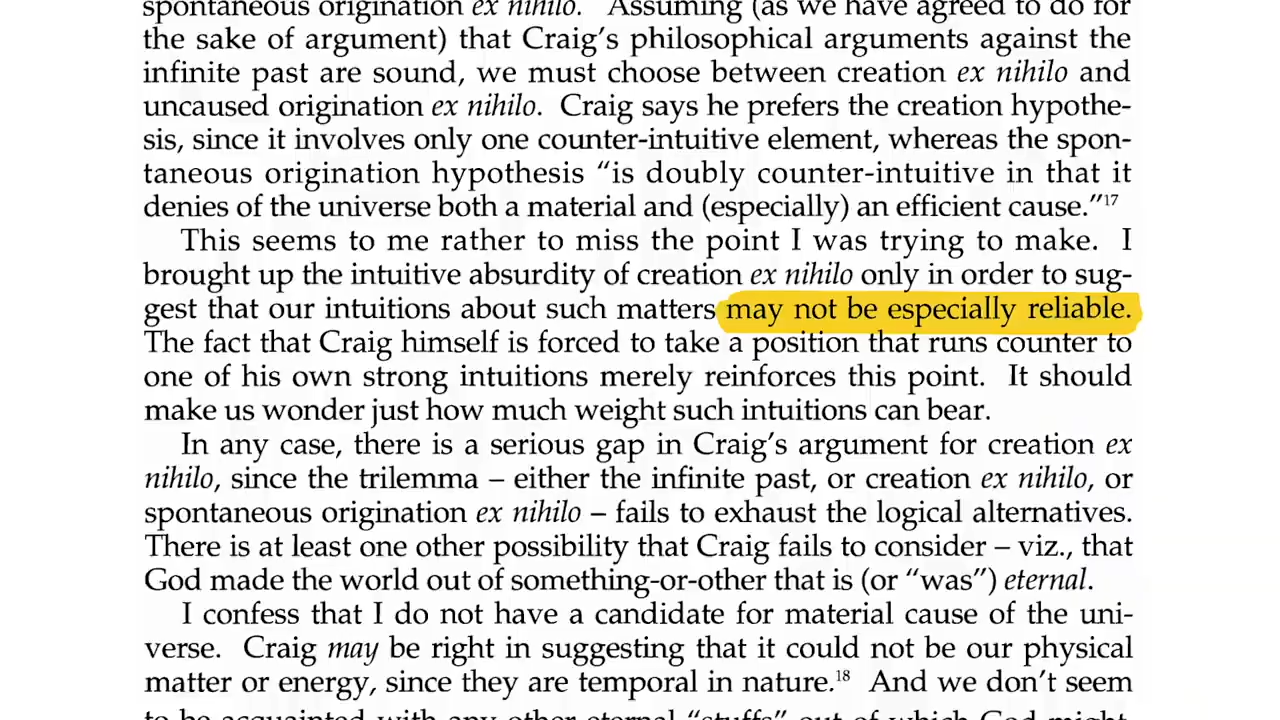 spontaneous origination ex nihilo. Assuming (as we have agreed to do for
the sake of argument) that Craig's philosophical arguments against the
infinite past are sound, we must choose between creation ex nihilo and
uncaused origination ex nihilo. Craig says he prefers the creation hypothe-
sis, since it involves only one counter-intuitive element, whereas the spon-
taneous origination hypothesis “is doubly counter-intuitive in that it
denies of the universe both a material and (especially) an efficient cause.”17
This seems to me rather to miss the point I was trying to make. I
brought up the intuitive absurdity of creation ex nihilo only in order to sug-
gest that our intuitions about such matters may not be especially reliable.
The fact that Craig himself is forced to take a position that runs counter to
one of his own strong intuitions merely reinforces this point. It should
make us wonder just how much weight such intuitions can bear.
In any case, there is a serious gap in Craig's argument for creation ex
nihilo, since the trilemma – either the infinite past, or creation ex nihilo, or
spontaneous origination ex nihilo – fails to exhaust the logical alternatives.
There is at least one other possibility that Craig fails to consider – viz., that
God made the world out of something-or-other that is (or “was”) eternal.
I confess that I do not have a candidate for material cause of the uni-
verse. Craig may be right in suggesting that it could not be our physical
matter or energy, since they are temporal in nature.18 And we don't seem
to be acquainted with any other eternal “stuffs” out of which God might